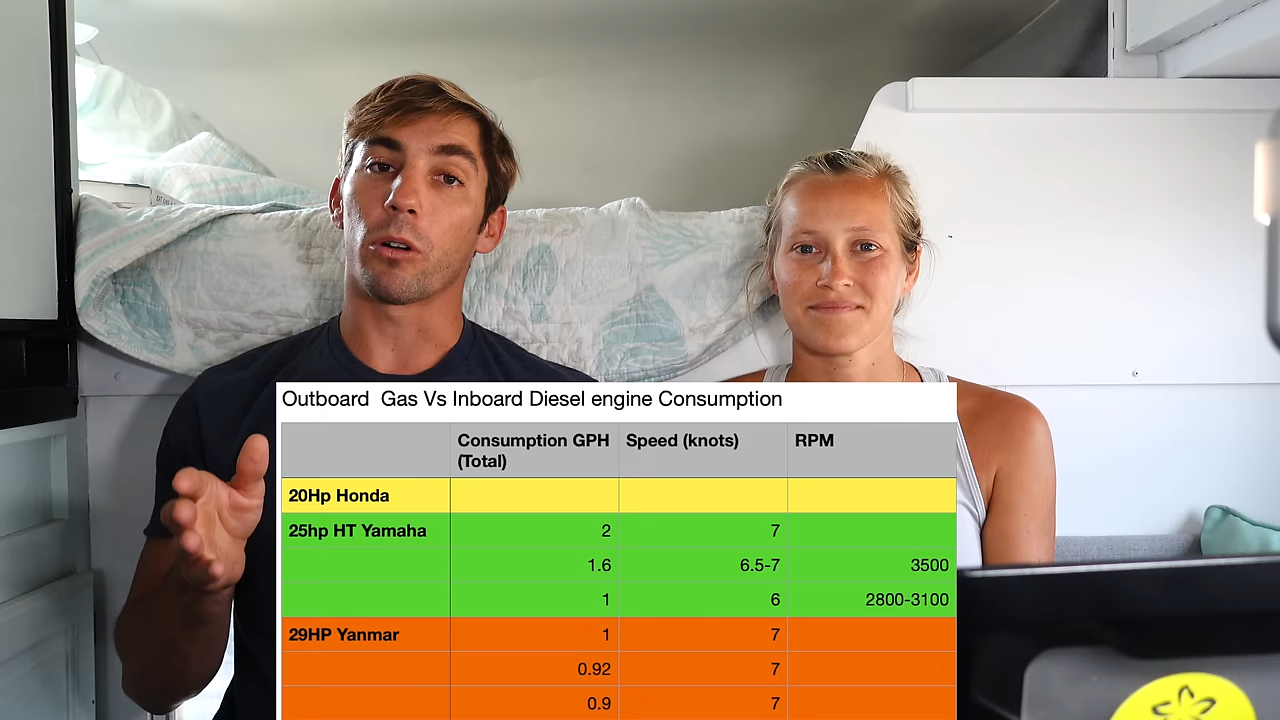 Outboard  Gas Vs Inboard Diesel engine Consumption
Consumption GPH (Total) Speed (knots) RPM
20Hp Honda
25hp HT Yamaha 2 7
1.6 6.5-7 3500
1 6 2800-3100
29HP Yanmar 1 7
0.92 7
0.9 7